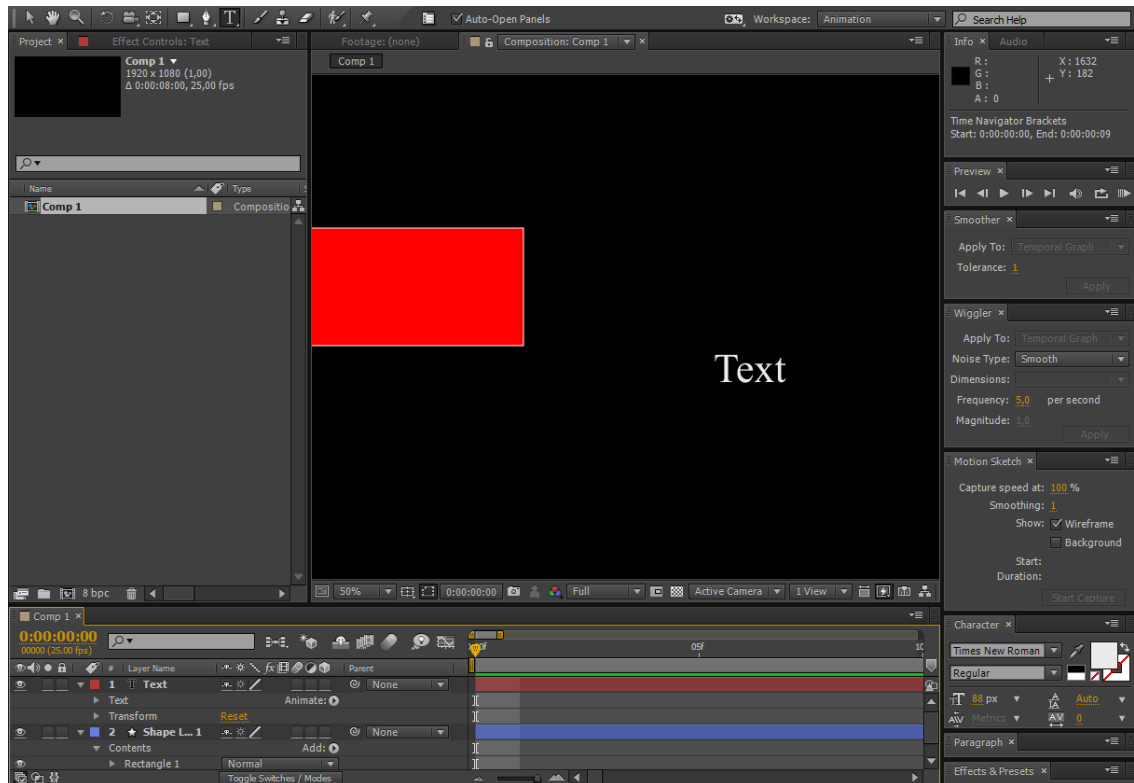 Auto-Open Panels
Workspace: Animation
Search Help
Project ×
Effect Controls: Text
Comp 1
1920 x 1080 (1,00)
Δ 0:00:08:00, 25,00 fps
Name
Type
Comp 1
Compositio
8 bpc
Footage: (none)
Composition: Comp 1 ×
Comp 1
Text
50%
0:00:00:00
Full
Active Camera
1 View
Info ×
Audio
R :
G :
B :
A : 0
X : 1632
Y : 182
Time Navigator Brackets
Start: 0:00:00:00, End: 0:00:00:09
Preview ×
Smoother ×
Apply To: Temporal Graph
Tolerance: 1
Apply
Wiggler ×
Apply To: Temporal Graph
Noise Type: Smooth
Dimensions:
Frequency: 5,0 per second
Magnitude: 1,0
Apply
Motion Sketch ×
Capture speed at: 100 %
Smoothing: 1
Show: Wireframe
Background
Start:
Duration:
Start Capture
Character ×
Times New Roman
Regular
88 px
Auto
Metrics
0
Paragraph ×
Effects & Presets ×
Comp 1 ×
0:00:00:00
00000 (25.00 fps)
05f
10
# Layer Name
Parent
1 T Text
None
Text
Animate:
Transform
Reset
2 Shape L... 1
None
Contents
Add:
Rectangle 1
Normal
Toggle Switches / Modes